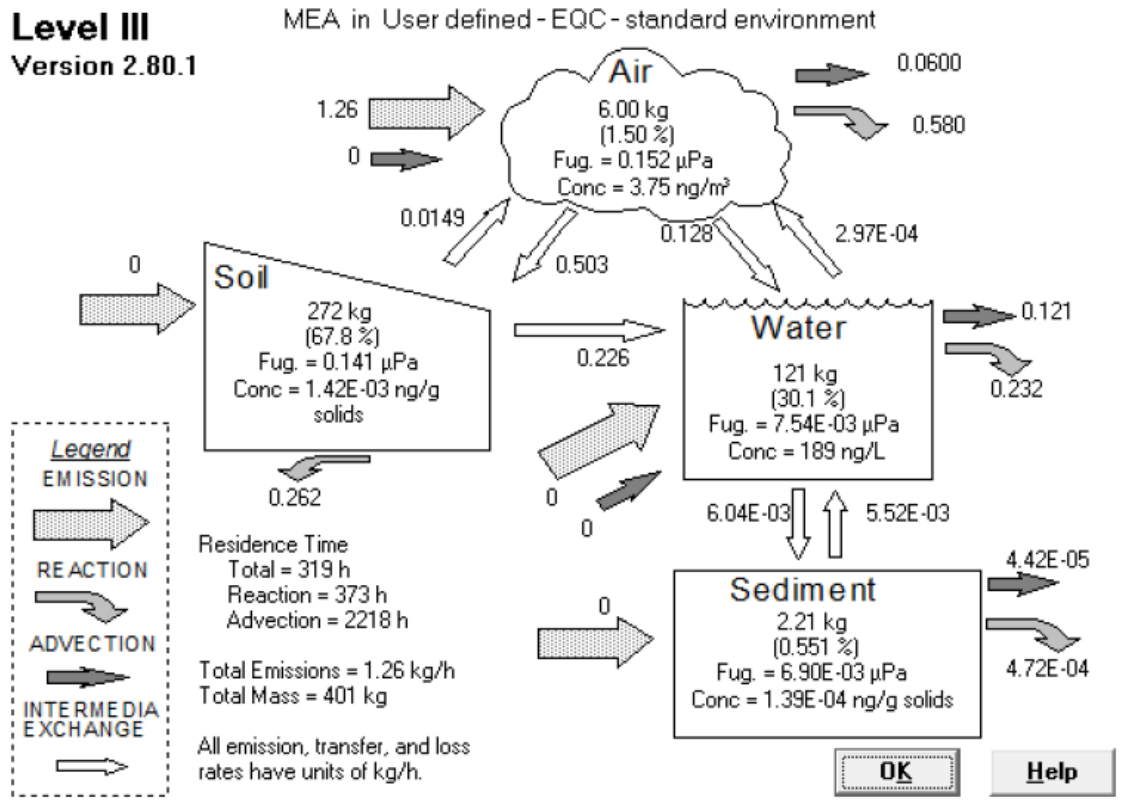 Level III
Version 2.80.1
MEA in User defined - EQC - standard environment
Air
6.00 kg
(1.50 %)
Fug. = 0.152 µPa
Conc = 3.75 ng/m³
1.26
0
0.0600
0.580
0.0149
0.503
0.128
2.97E-04
0
Soil
272 kg
(67.8 %)
Fug. = 0.141 µPa
Conc = 1.42E-03 ng/g
solids
0.262
0.226
Water
121 kg
(30.1 %)
Fug. = 7.54E-03 µPa
Conc = 189 ng/L
0.121
0.232
0
0
6.04E-03
5.52E-03
Sediment
2.21 kg
(0.551 %)
Fug. = 6.90E-03 µPa
Conc = 1.39E-04 ng/g solids
0
4.42E-05
4.72E-04
Legend
EMISSION
REACTION
ADVECTION
INTERMEDIA
EXCHANGE
Residence Time
Total = 319 h
Reaction = 373 h
Advection = 2218 h
Total Emissions = 1.26 kg/h
Total Mass = 401 kg
All emission, transfer, and loss
rates have units of kg/h.
OK
Help